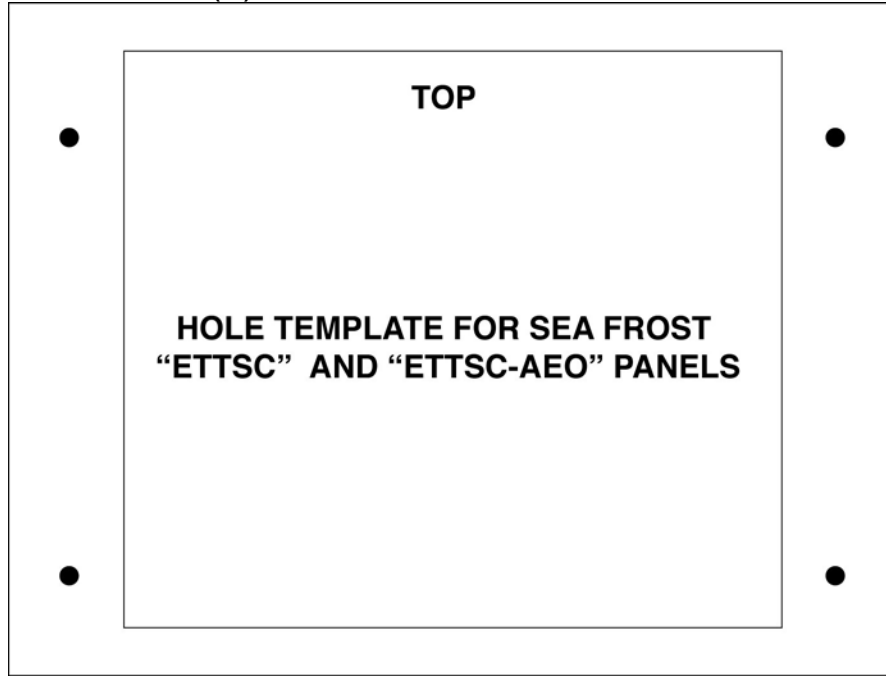 TOP
HOLE TEMPLATE FOR SEA FROST
“ETTSC”  AND “ETTSC-AEO” PANELS